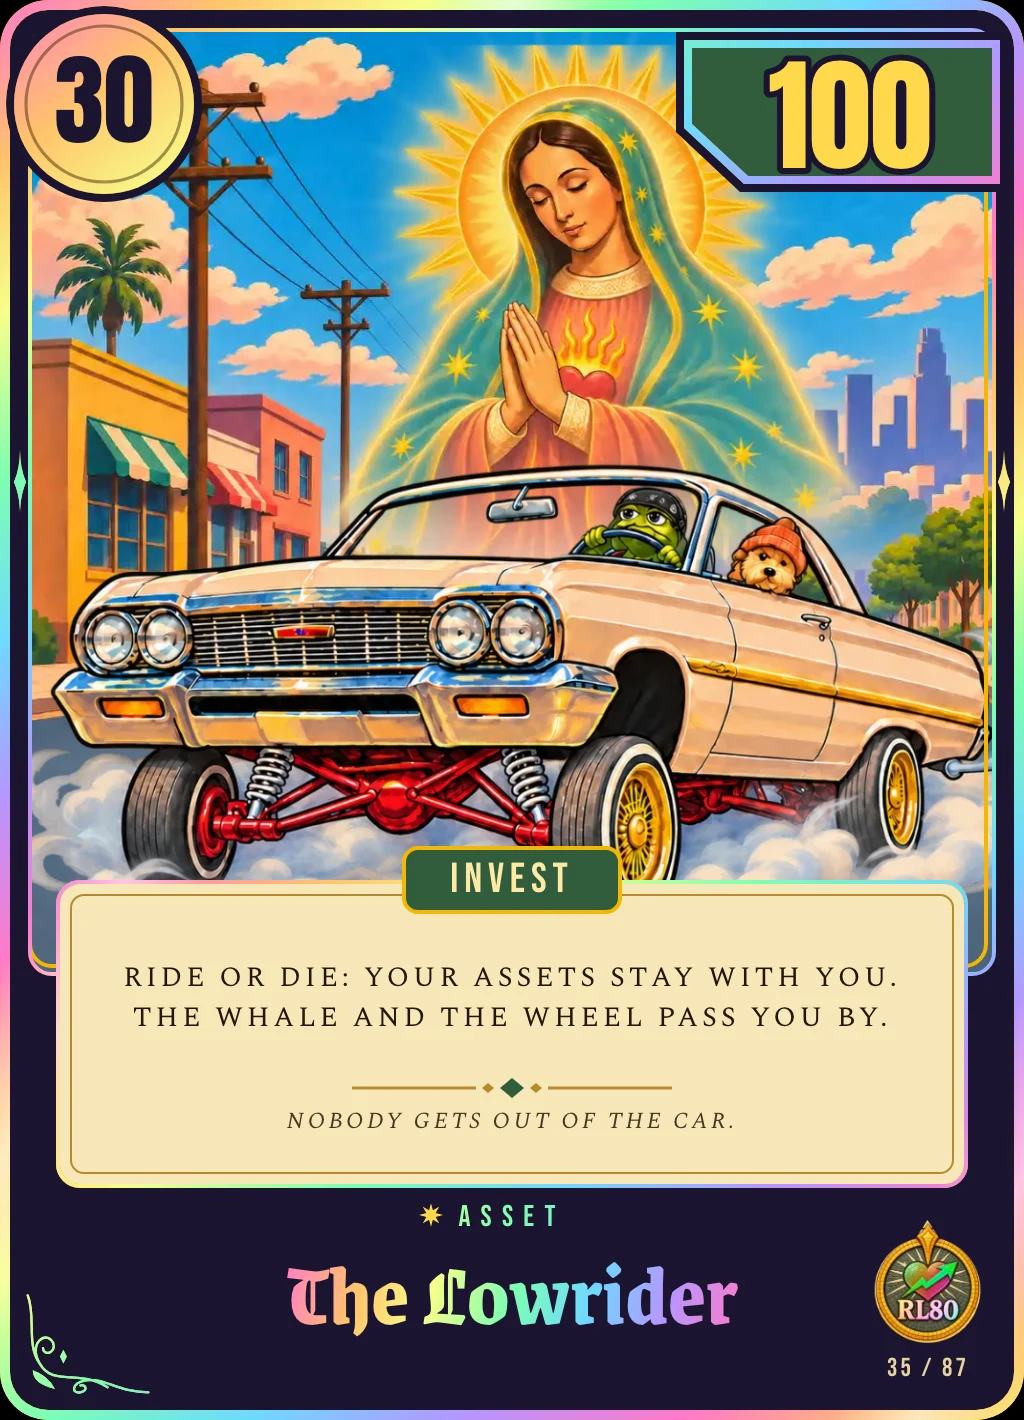 30
100
INVEST
RIDE OR DIE: YOUR ASSETS STAY WITH YOU.
THE WHALE AND THE WHEEL PASS YOU BY.
NOBODY GETS OUT OF THE CAR.
ASSET
The Lowrider
RL80
35 / 87